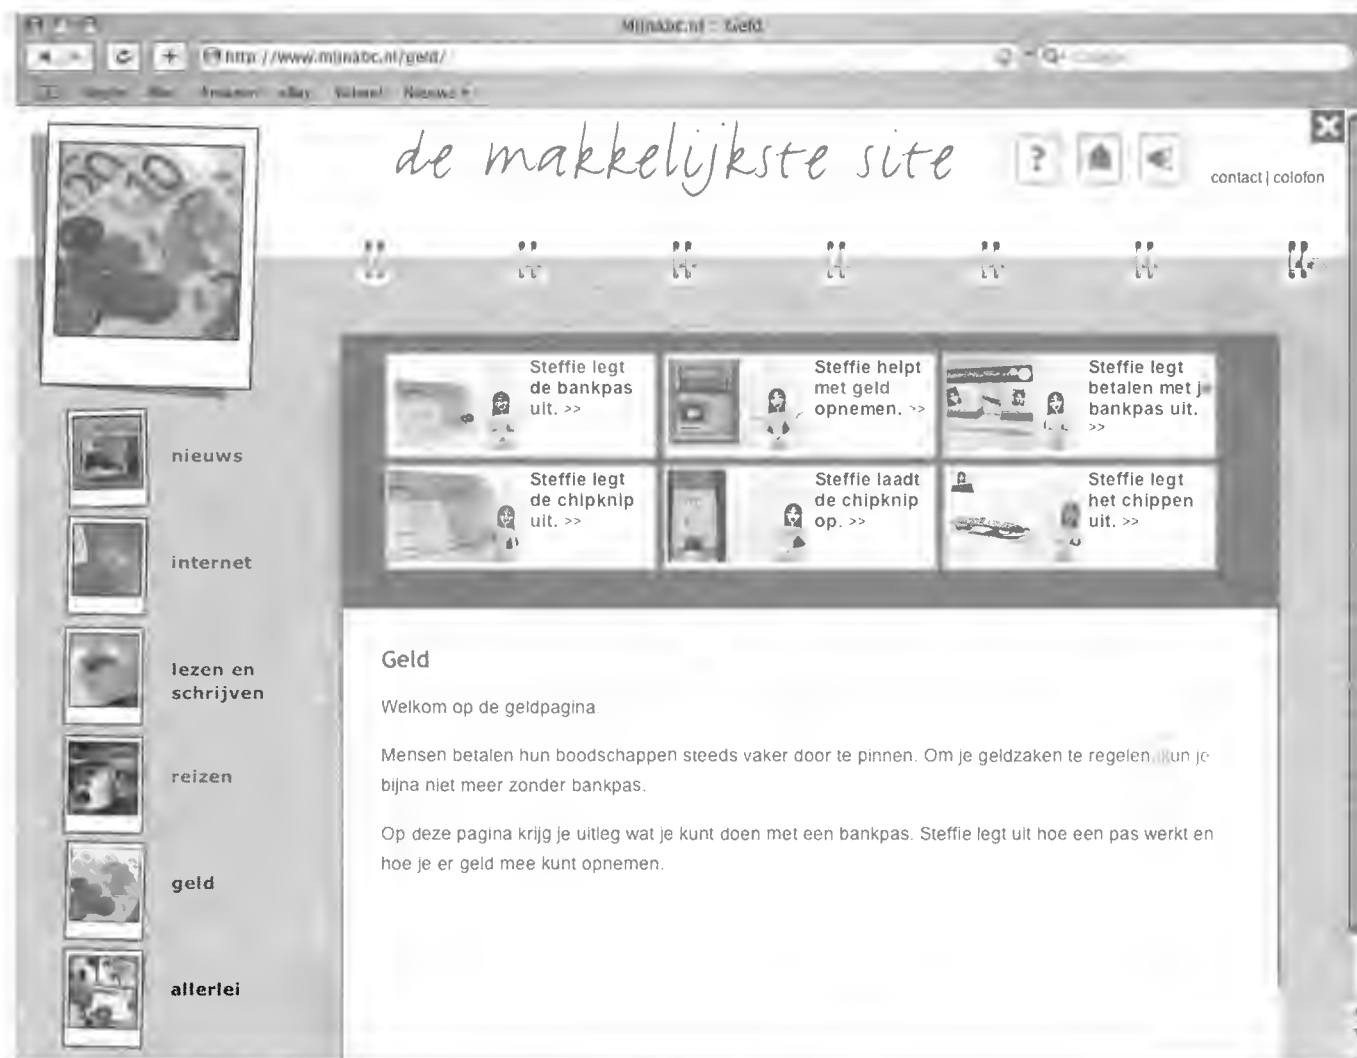 Mijnabc.nl :: Geld
http://www.mijnabc.nl/geld/
Nieuws
de makkelijkste site
?
contact | colofon
Steffie legt
de bankpas
uit. >>
Steffie helpt
met geld
opnemen. >>
Steffie legt
betalen met je
bankpas uit.
>>
Steffie legt
de chipknip
uit. >>
Steffie laadt
de chipknip
op. >>
Steffie legt
het chippen
uit. >>
nieuws
internet
lezen en
schrijven
reizen
geld
allerlei
Geld
Welkom op de geldpagina.
Mensen betalen hun boodschappen steeds vaker door te pinnen. Om je geldzaken te regelen, kun je
bijna niet meer zonder bankpas.
Op deze pagina krijg je uitleg wat je kunt doen met een bankpas. Steffie legt uit hoe een pas werkt en
hoe je er geld mee kunt opnemen.